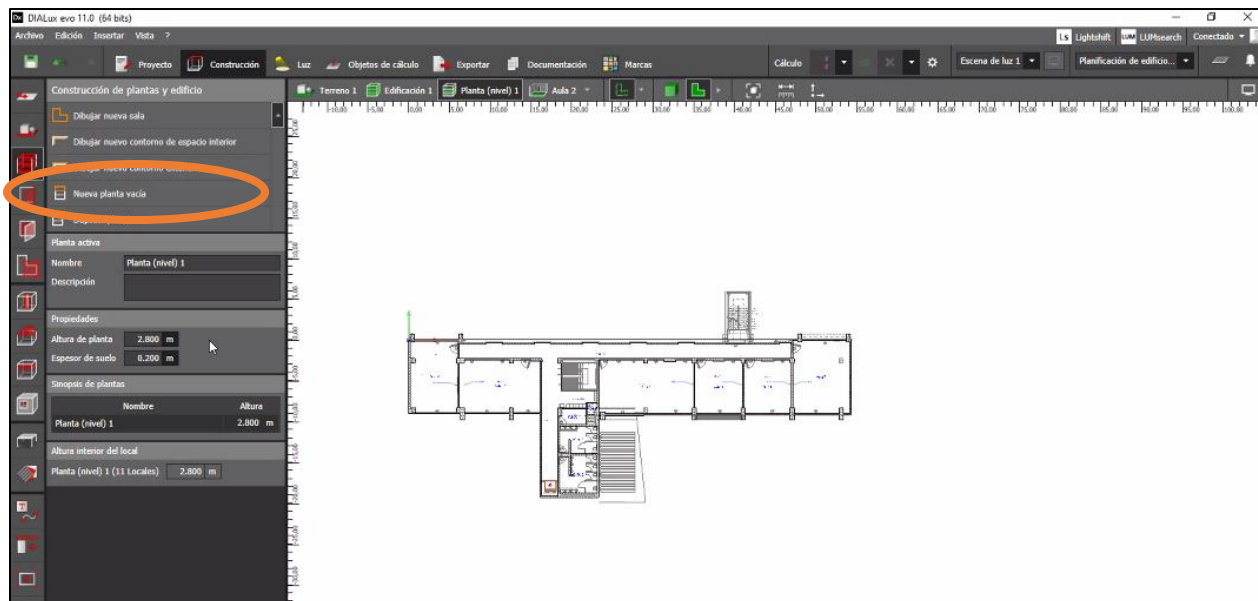 DIALux evo 11.0 (64 bits)
Archivo Edición Insertar Vista ?
Ls Lightshift LUM LUMsearch Conectado
Proyecto Construcción Luz Objetos de cálculo Exportar Documentación Marcas Cálculo Escena de luz 1 Planificación de edificio...
Construcción de plantas y edificio
Terreno 1 Edificación 1 Planta (nivel) 1 Aula 2
Dibujar nueva sala
Dibujar nuevo contorno de espacio interior
Nueva planta vacía
Planta activa
Nombre Planta (nivel) 1
Descripción
Propiedades
Altura de planta 2.800 m
Espesor de suelo 0.200 m
Sinopsis de plantas
Nombre Altura
Planta (nivel) 1 2.800 m
Altura interior del local
Planta (nivel) 1 (11 Locales) 2.800 m